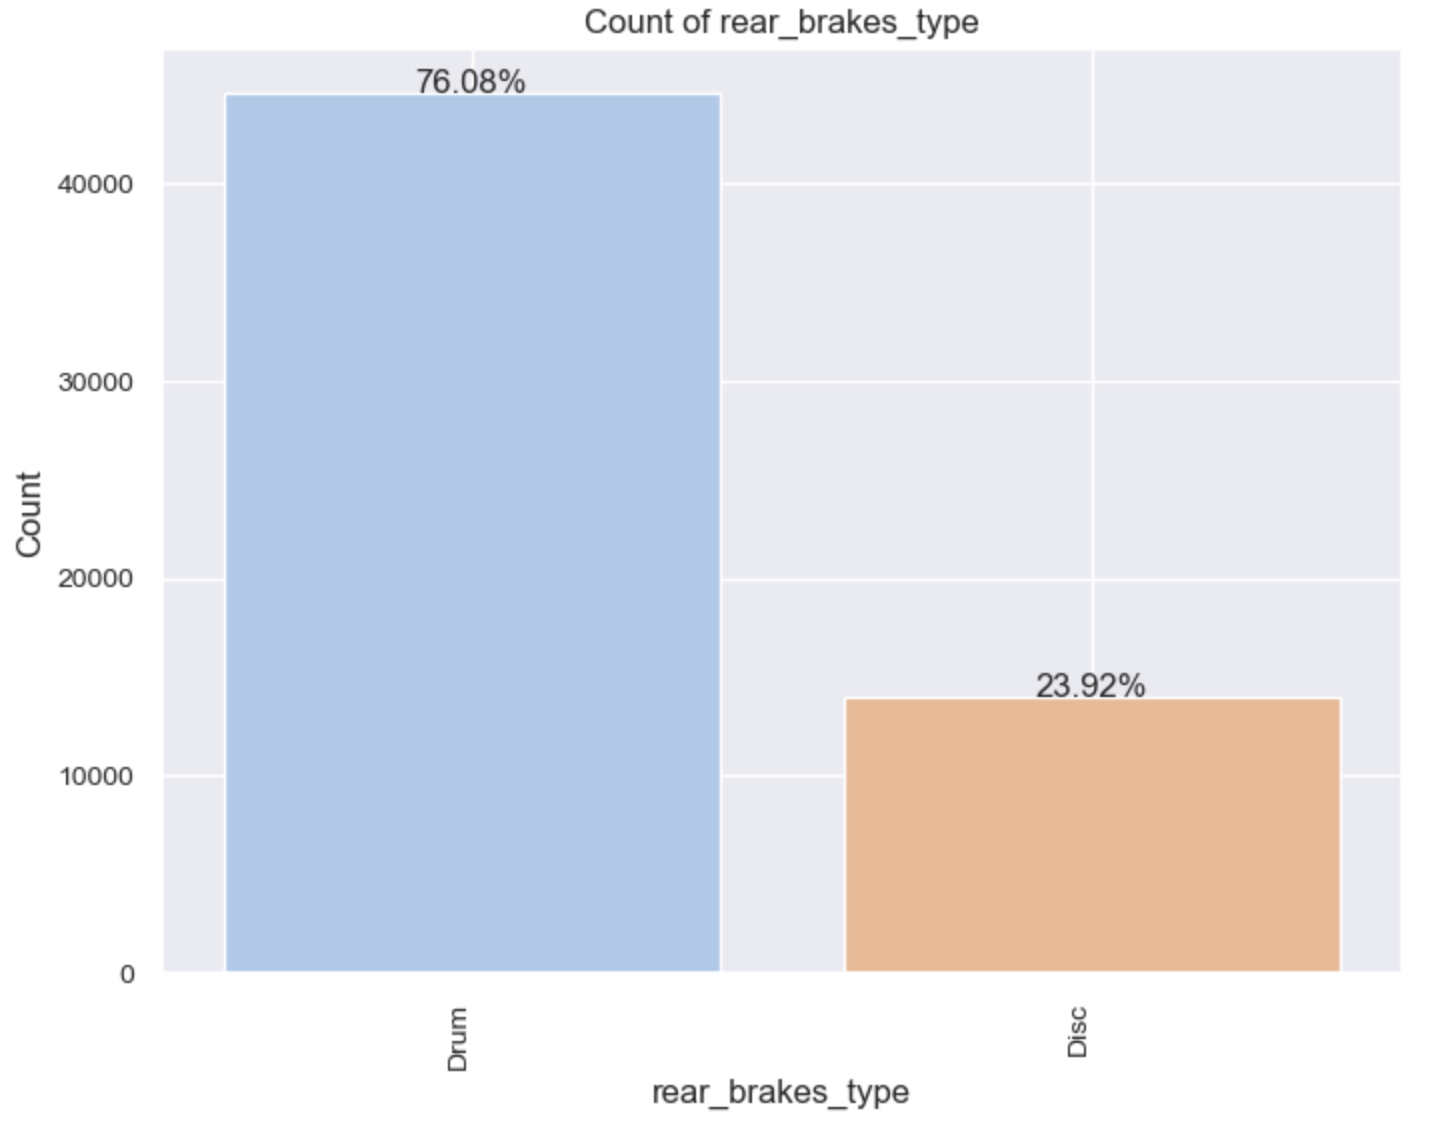 Count of rear_brakes_type
76.08%
40000
30000
Count
20000
23.92%
10000
0
Drum
Disc
rear_brakes_type